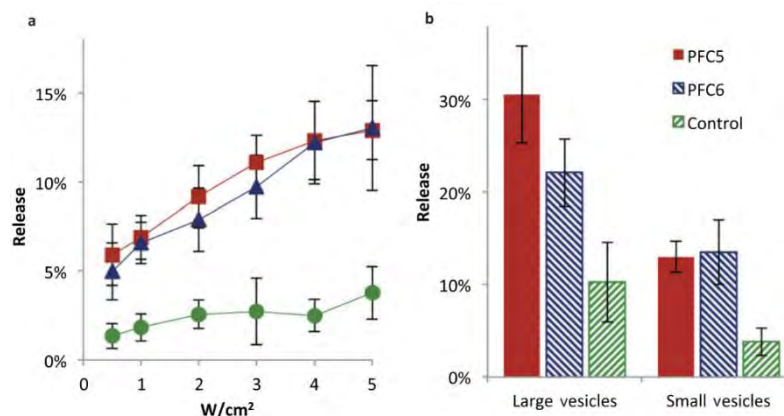 a
15%
10%
5%
0%
Release
0
1
2
3
4
5
W/cm²
b
30%
20%
10%
0%
Release
PFC5
PFC6
Control
Large vesicles
Small vesicles